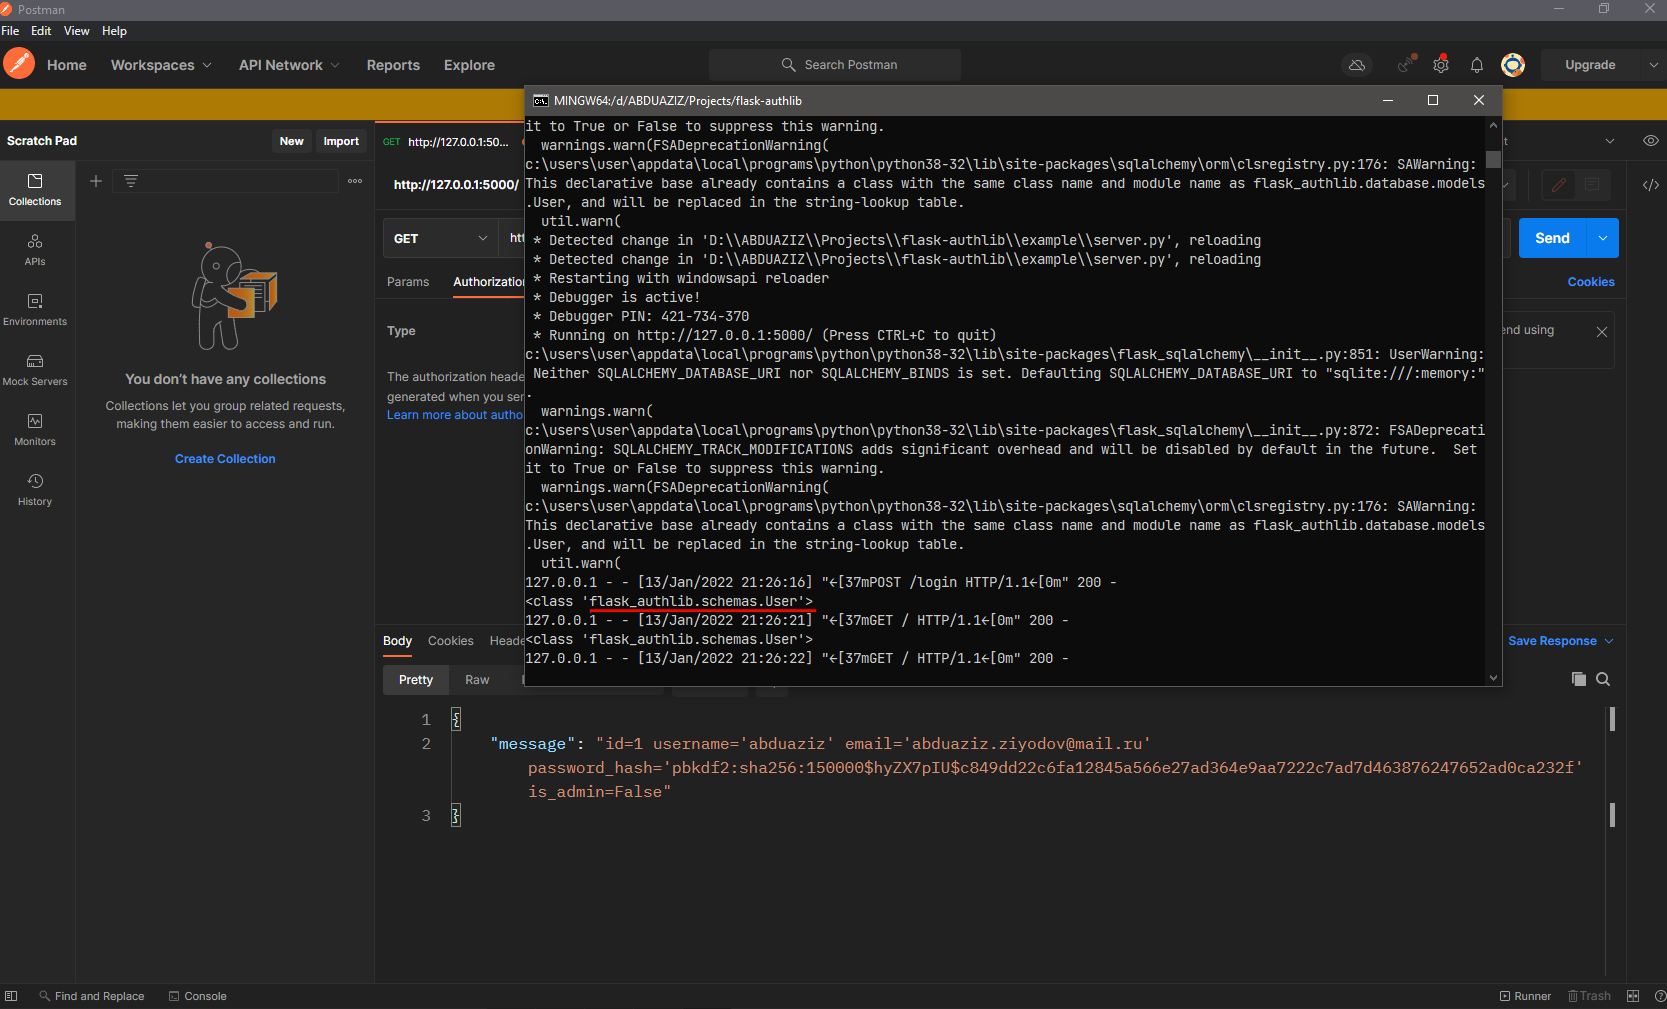 Postman
File Edit View Help
Home Workspaces API Network Reports Explore
Search Postman
Upgrade
Scratch Pad
New Import
GET http://127.0.0.1:50...
http://127.0.0.1:5000/
Collections
APIs
Environments
Mock Servers
Monitors
History
You don't have any collections
Collections let you group related requests,
making them easier to access and run.
Create Collection
GET
Send
Params
Cookies
Type
The authorization
generated when you
Learn more about
end using
MINGW64:/d/ABDUAZIZ/Projects/flask-authlib
it to True or False to suppress this warning.
warnings.warn(FSADeprecationWarning(
c:\users\user\appdata\local\programs\python\python38-32\lib\site-packages\sqlalchemy\orm\clsregistry.py:176: SAWarning:
This declarative base already contains a class with the same class name and module name as flask_authlib.database.models
.User, and will be replaced in the string-lookup table.
util.warn(
* Detected change in 'D:\\ABDUAZIZ\\Projects\\flask-authlib\\example\\server.py', reloading
* Detected change in 'D:\\ABDUAZIZ\\Projects\\flask-authlib\\example\\server.py', reloading
* Restarting with windowsapi reloader
* Debugger is active!
* Debugger PIN: 421-734-370
* Running on http://127.0.0.1:5000/ (Press CTRL+C to quit)
c:\users\user\appdata\local\programs\python\python38-32\lib\site-packages\flask_sqlalchemy\__init__.py:851: UserWarning:
Neither SQLALCHEMY_DATABASE_URI nor SQLALCHEMY_BINDS is set. Defaulting SQLALCHEMY_DATABASE_URI to "sqlite:///:memory:"
.
warnings.warn(
c:\users\user\appdata\local\programs\python\python38-32\lib\site-packages\flask_sqlalchemy\__init__.py:872: FSADeprecati
onWarning: SQLALCHEMY_TRACK_MODIFICATIONS adds significant overhead and will be disabled by default in the future.  Set
it to True or False to suppress this warning.
warnings.warn(FSADeprecationWarning(
c:\users\user\appdata\local\programs\python\python38-32\lib\site-packages\sqlalchemy\orm\clsregistry.py:176: SAWarning:
This declarative base already contains a class with the same class name and module name as flask_authlib.database.models
.User, and will be replaced in the string-lookup table.
util.warn(
127.0.0.1 - - [13/Jan/2022 21:26:16] "←[37mPOST /login HTTP/1.1←[0m" 200 -
<class 'flask_authlib.schemas.User'>
127.0.0.1 - - [13/Jan/2022 21:26:21] "←[37mGET / HTTP/1.1←[0m" 200 -
<class 'flask_authlib.schemas.User'>
127.0.0.1 - - [13/Jan/2022 21:26:22] "←[37mGET / HTTP/1.1←[0m" 200 -
Body Cookies
Save Response
Pretty Raw
1 {
2 "message": "id=1 username='abduaziz' email='abduaziz.ziyodov@mail.ru'
password_hash='pbkdf2:sha256:150000$hyZX7pIU$c849dd22c6fa12845a566e27ad364e9aa7222c7ad7d463876247652ad0ca232f'
is_admin=False"
3 }
Find and Replace Console
Runner Trash